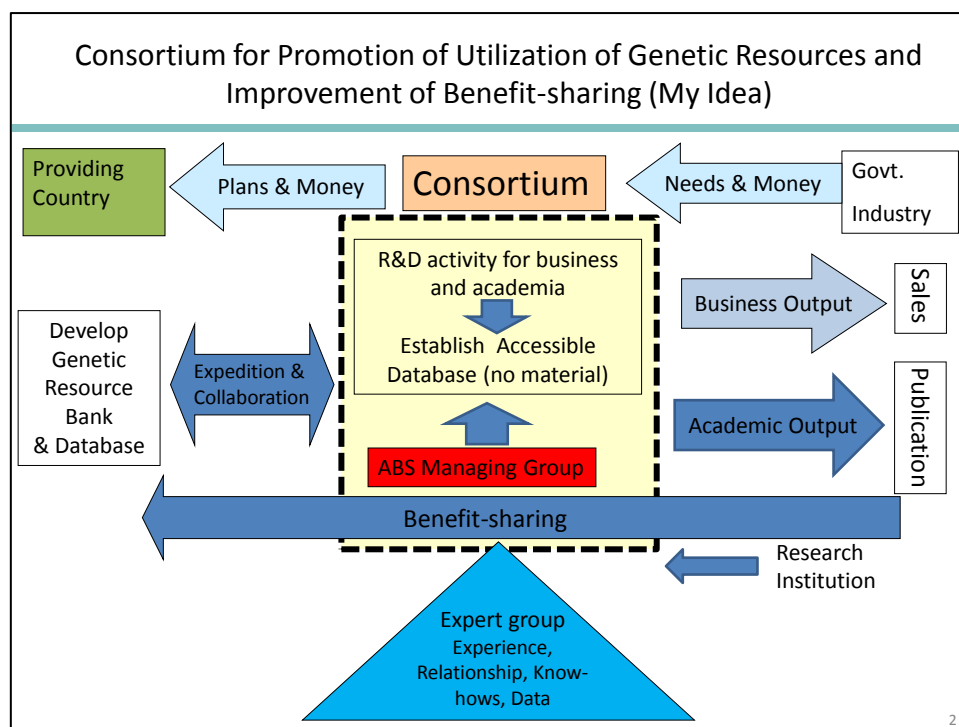 Consortium for Promotion of Utilization of Genetic Resources and
Improvement of Benefit-sharing (My Idea)
Providing
Country
Plans & Money
Consortium
Needs & Money
Govt.
Industry
R&D activity for business
and academia
Establish  Accessible
Database (no material)
Develop
Genetic
Resource
Bank
& Database
Expedition &
Collaboration
Business Output
Sales
Academic Output
Publication
ABS Managing Group
Benefit-sharing
Research
Institution
Expert group
Experience,
Relationship, Know-
hows, Data
2